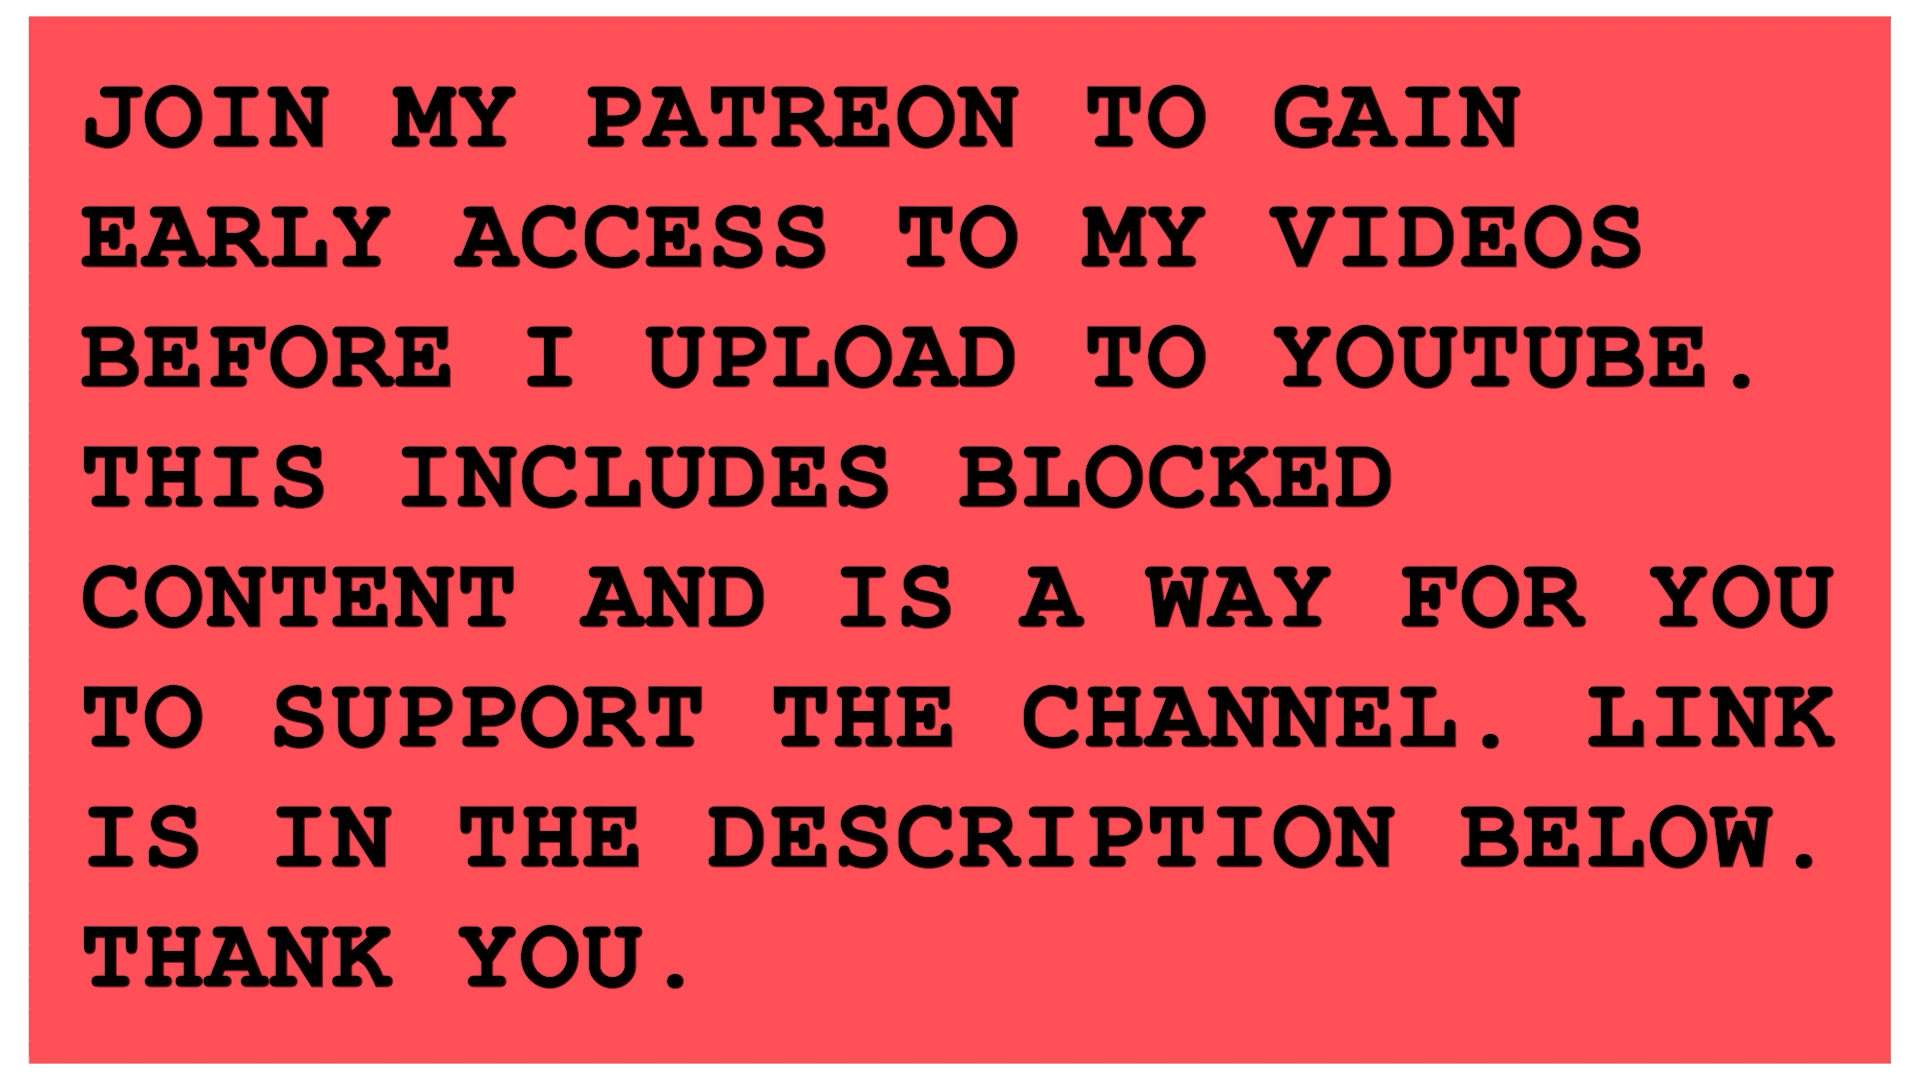 JOIN MY PATREON TO GAIN
EARLY ACCESS TO MY VIDEOS
BEFORE I UPLOAD TO YOUTUBE.
THIS INCLUDES BLOCKED
CONTENT AND IS A WAY FOR YOU
TO SUPPORT THE CHANNEL. LINK
IS IN THE DESCRIPTION BELOW.
THANK YOU.